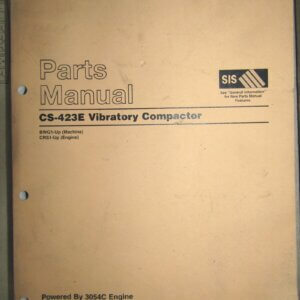 Parts
Manual
SIS
See "General Information"
for New Parts Manual
Features
CS-423E Vibratory Compactor
BWG1-Up (Machine)
CRS1-Up (Engine)
Powered By 3054C Engine